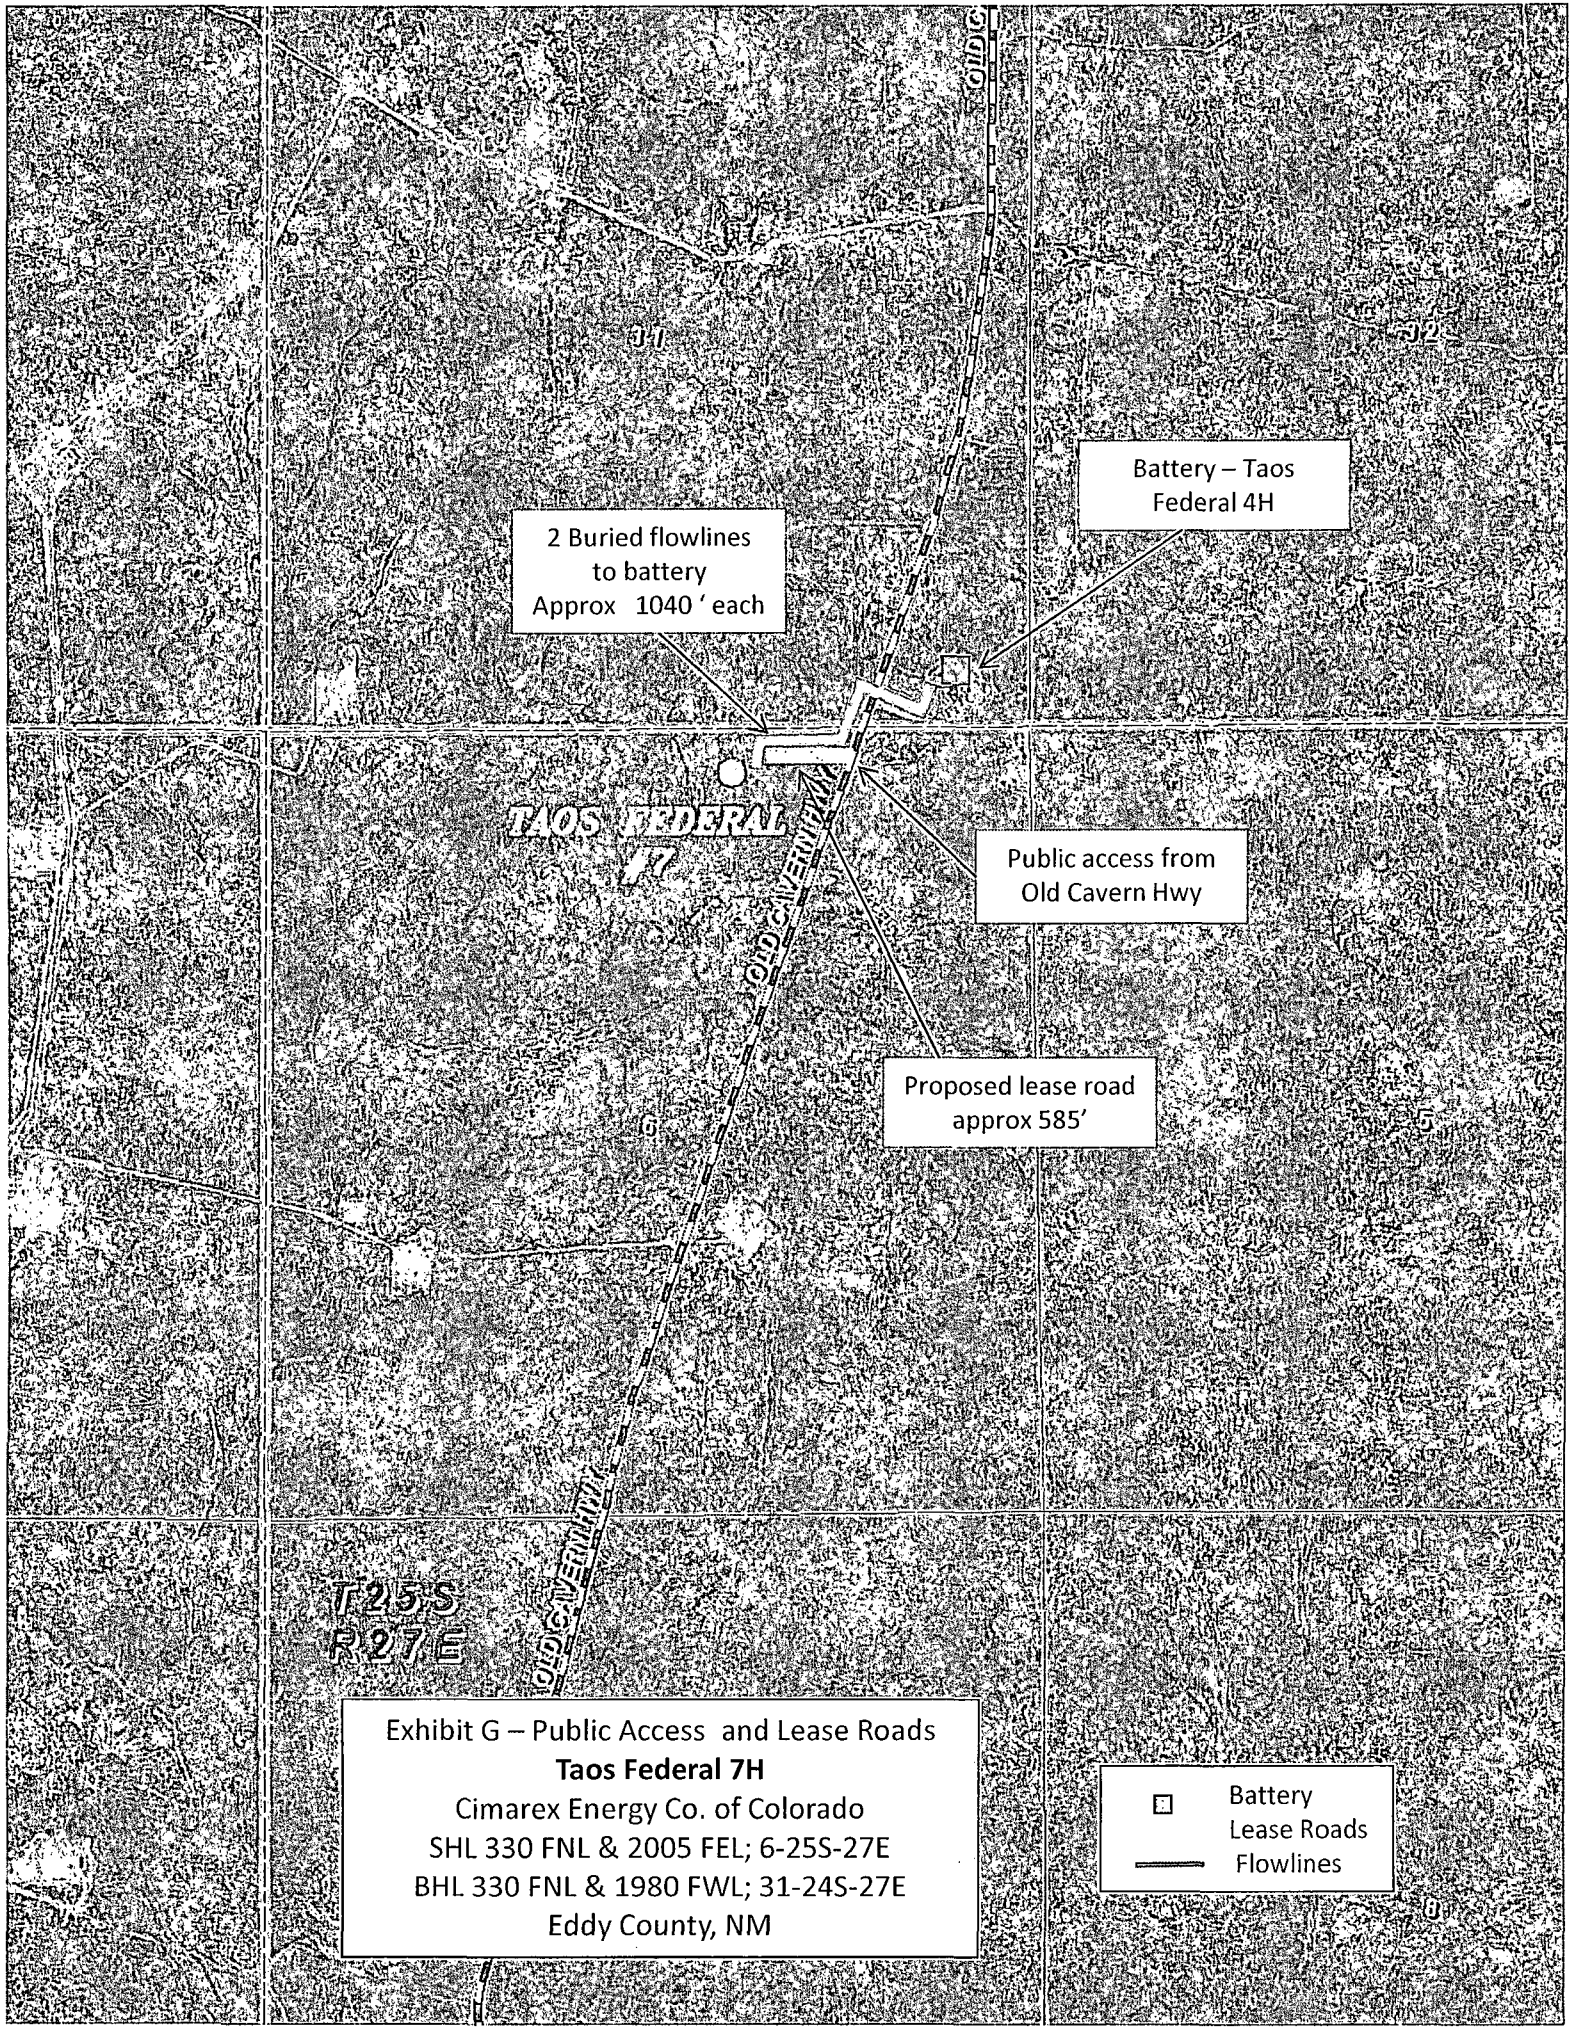 OLD C
31
32
Battery – Taos
Federal 4H
2 Buried flowlines
to battery
Approx 1040 ' each
TAOS FEDERAL
#7
OLD CAVERN HWY
Public access from
Old Cavern Hwy
Proposed lease road
approx 585'
6
5
OLD CAVERN HWY
T25S
R27E
Exhibit G – Public Access and Lease Roads
Taos Federal 7H
Cimarex Energy Co. of Colorado
SHL 330 FNL & 2005 FEL; 6-25S-27E
BHL 330 FNL & 1980 FWL; 31-24S-27E
Eddy County, NM
Battery
Lease Roads
Flowlines
8